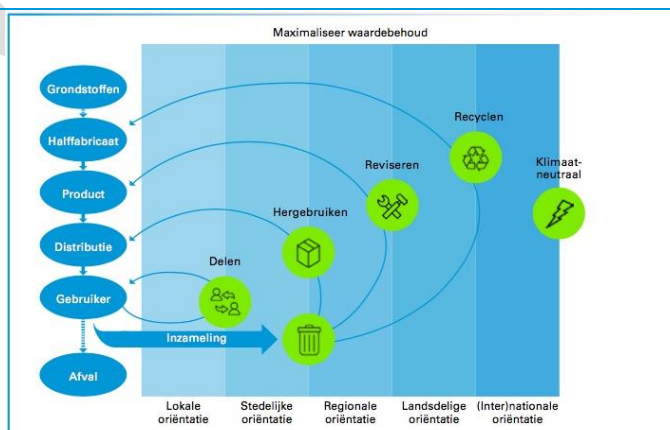 Maximaliseer waardebehoud
Grondstoffen
Halffabricaat
Product
Distributie
Gebruiker
Afval
Inzameling
Delen
Hergebruiken
Reviseren
Recyclen
Klimaat-
neutraal
Lokale
oriëntatie
Stedelijke
oriëntatie
Regionale
oriëntatie
Landsdelige
oriëntatie
(Inter)nationale
oriëntatie